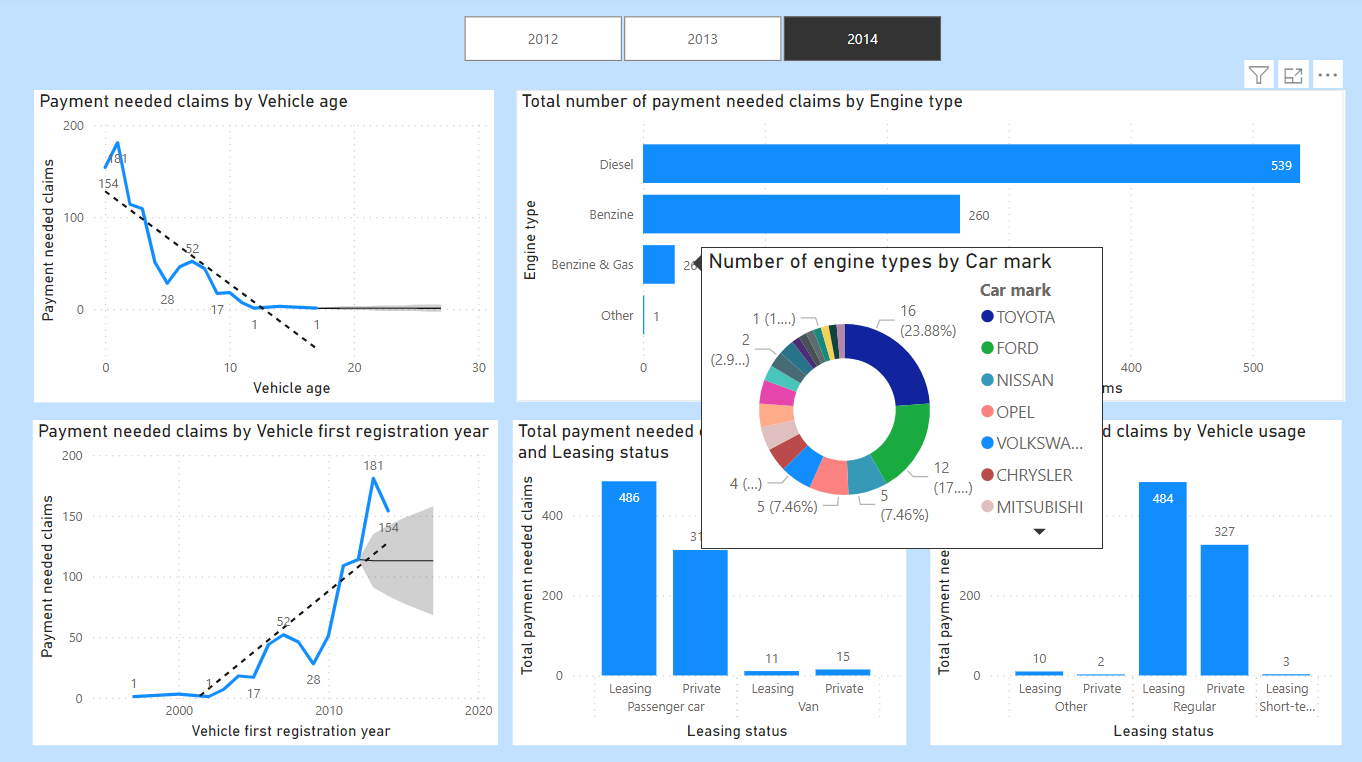 2012
2013
2014
Payment needed claims by Vehicle age
Payment needed claims
200
100
0
181
154
28
52
17
1
1
0
10
20
30
Vehicle age
Total number of payment needed claims by Engine type
Engine type
Diesel
539
Benzine
260
Benzine & Gas
26
Other
1
0
400
500
ms
Number of engine types by Car mark
Car mark
TOYOTA
FORD
NISSAN
OPEL
VOLKSWA...
CHRYSLER
MITSUBISHI
1 (1....)
16
(23.88%)
2
(2.9...)
12
(17....)
4 (...)
5 (7.46%)
5
(7.46%)
Payment needed claims by Vehicle first registration year
Payment needed claims
200
150
100
50
0
1
1
17
52
28
181
154
2000
2010
2020
Vehicle first registration year
Total payment needed
and Leasing status
Total payment needed claims
400
200
0
486
31
11
15
Leasing
Private
Leasing
Private
Passenger car
Van
Leasing status
d claims by Vehicle usage
Total payment ne
200
0
10
2
484
327
3
Leasing
Private
Leasing
Private
Leasing
Other
Regular
Short-te...
Leasing status